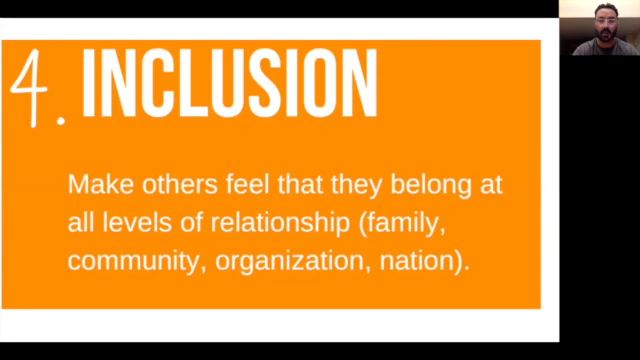 4. INCLUSION
Make others feel that they belong at
all levels of relationship (family,
community, organization, nation).